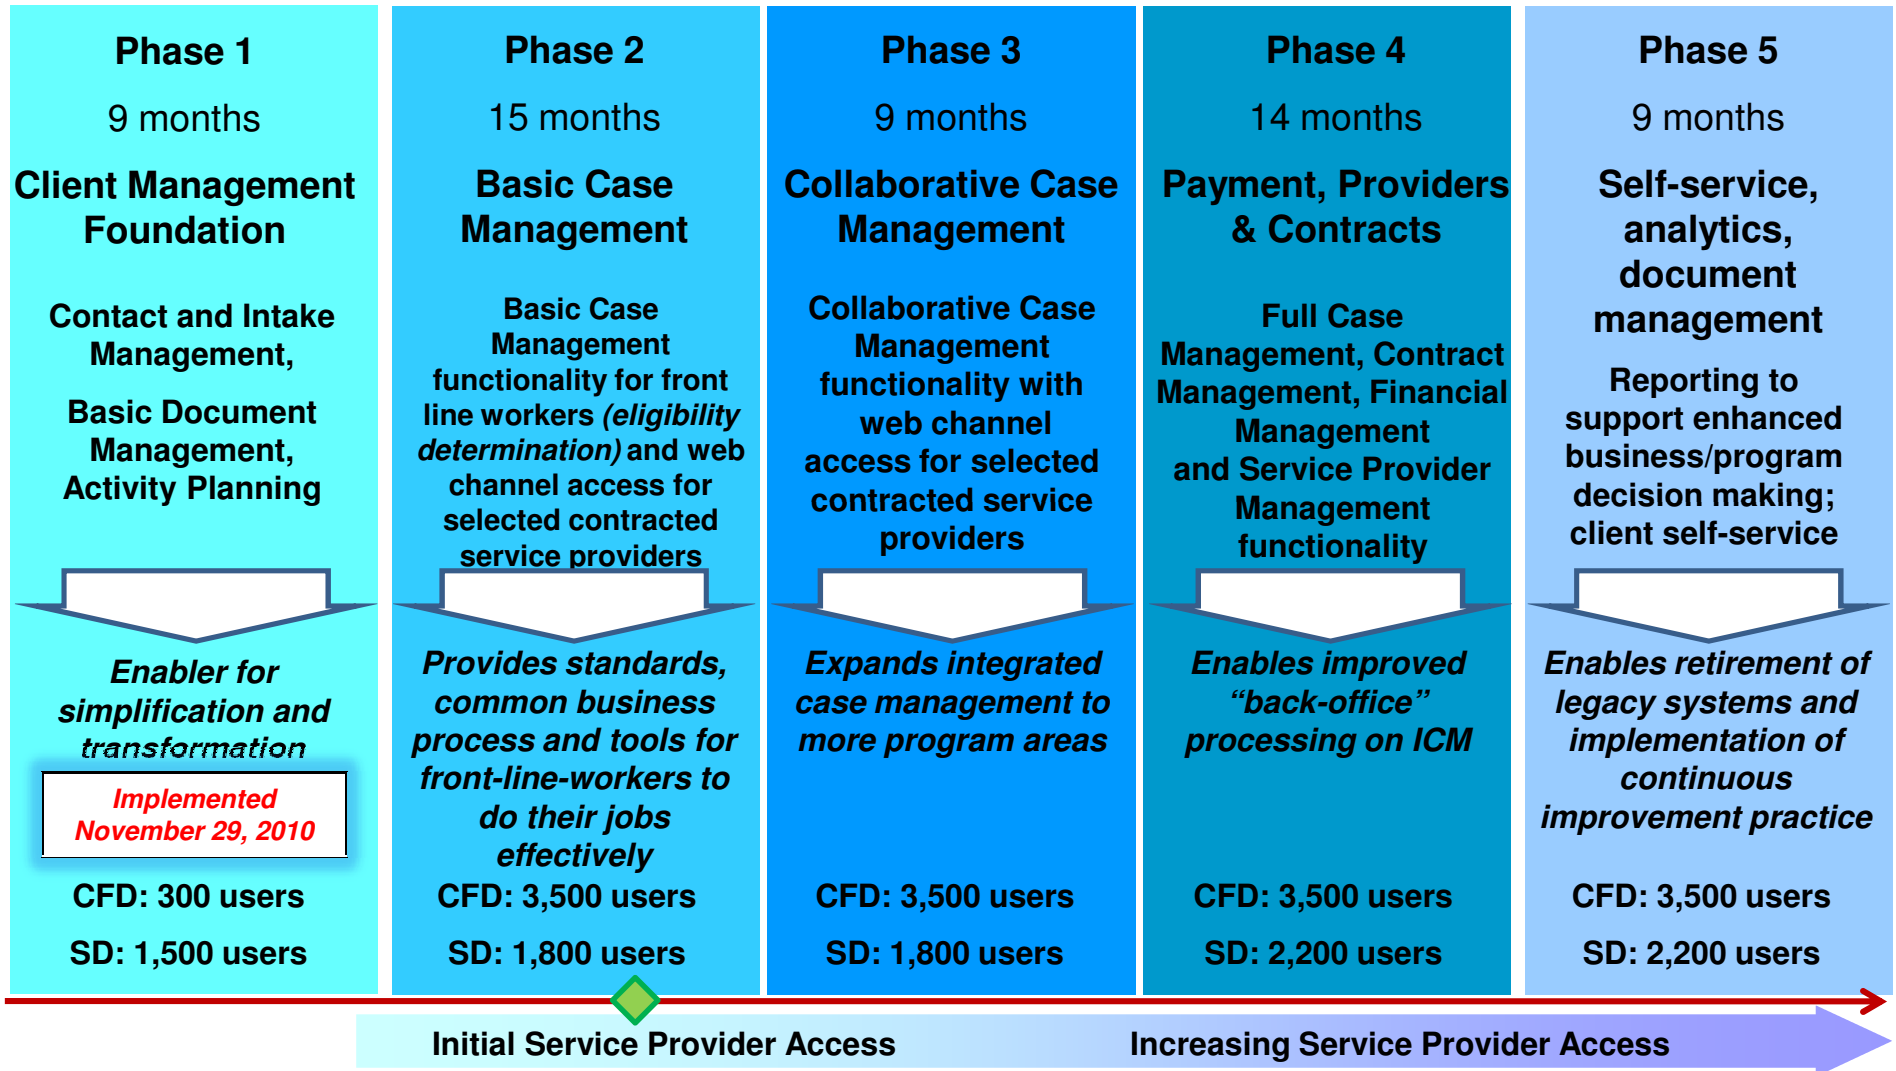 Phase 1
9 months
Client Management
Foundation
Contact and Intake
Management,
Basic Document
Management,
Activity Planning
Enabler for
simplification and
transformation
Implemented
November 29, 2010
CFD: 300 users
SD: 1,500 users
Phase 2
15 months
Basic Case
Management
Basic Case
Management
functionality for front
line workers (eligibility
determination) and web
channel access for
selected contracted
service providers
Provides standards,
common business
process and tools for
front-line-workers to
do their jobs
effectively
CFD: 3,500 users
SD: 1,800 users
Phase 3
9 months
Collaborative Case
Management
Collaborative Case
Management
functionality with
web channel
access for selected
contracted service
providers
Expands integrated
case management to
more program areas
CFD: 3,500 users
SD: 1,800 users
Phase 4
14 months
Payment, Providers
& Contracts
Full Case
Management, Contract
Management, Financial
Management
and Service Provider
Management
functionality
Enables improved
“back-office”
processing on ICM
CFD: 3,500 users
SD: 2,200 users
Phase 5
9 months
Self-service,
analytics,
document
management
Reporting to
support enhanced
business/program
decision making;
client self-service
Enables retirement of
legacy systems and
implementation of
continuous
improvement practice
CFD: 3,500 users
SD: 2,200 users
Initial Service Provider Access
Increasing Service Provider Access